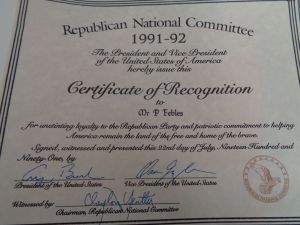 Republican National Committee
1991-92
The President and Vice President
of the United States of America
hereby issue this
Certificate of Recognition
to
Mr P Febles
for unstinting loyalty to the Republican Party and patriotic commitment to helping
America remain the land of the free and home of the brave.
Signed, witnessed and presented this 22nd day of July, Nineteen Hundred and
Ninety-One, by
President of the United States
Vice President of the United States
Witnessed by:
Chairman, Republican National Committee